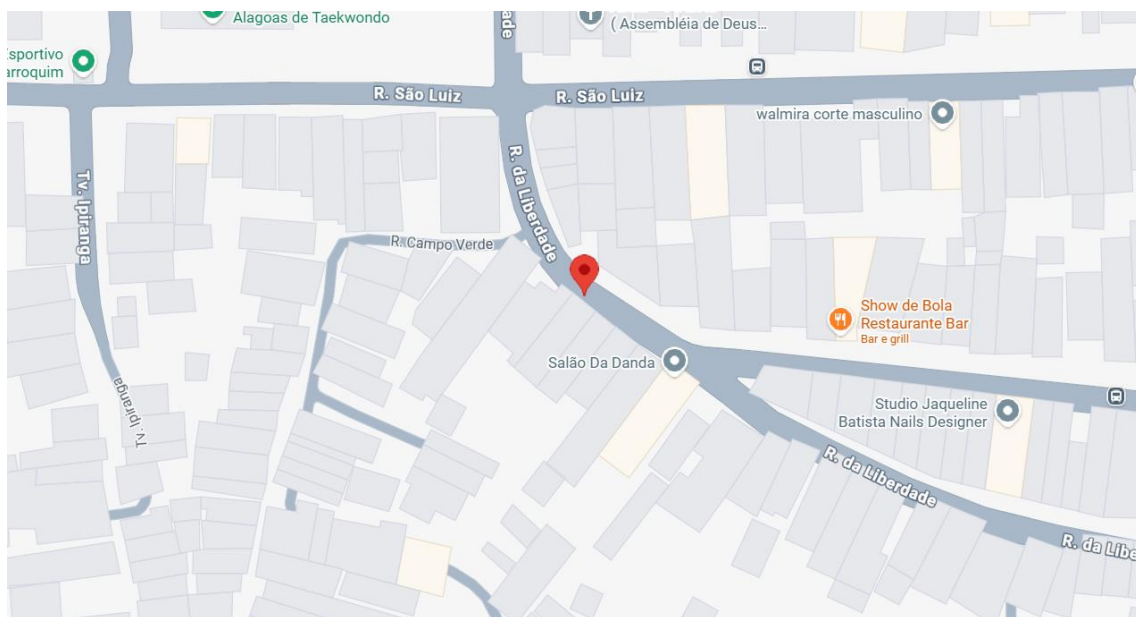 Alagoas de Taekwondo
( Assembléia de Deus...
dade
Esportivo
arroquim
R. São Luiz
R. São Luiz
walmira corte masculino
R. da Liberdade
Tv. Ipiranga
R. Campo Verde
Show de Bola
Restaurante Bar
Bar e grill
Salão Da Danda
Tv. Ipiranga
Studio Jaqueline
Batista Nails Designer
R. da Liberdade
R. da Libe